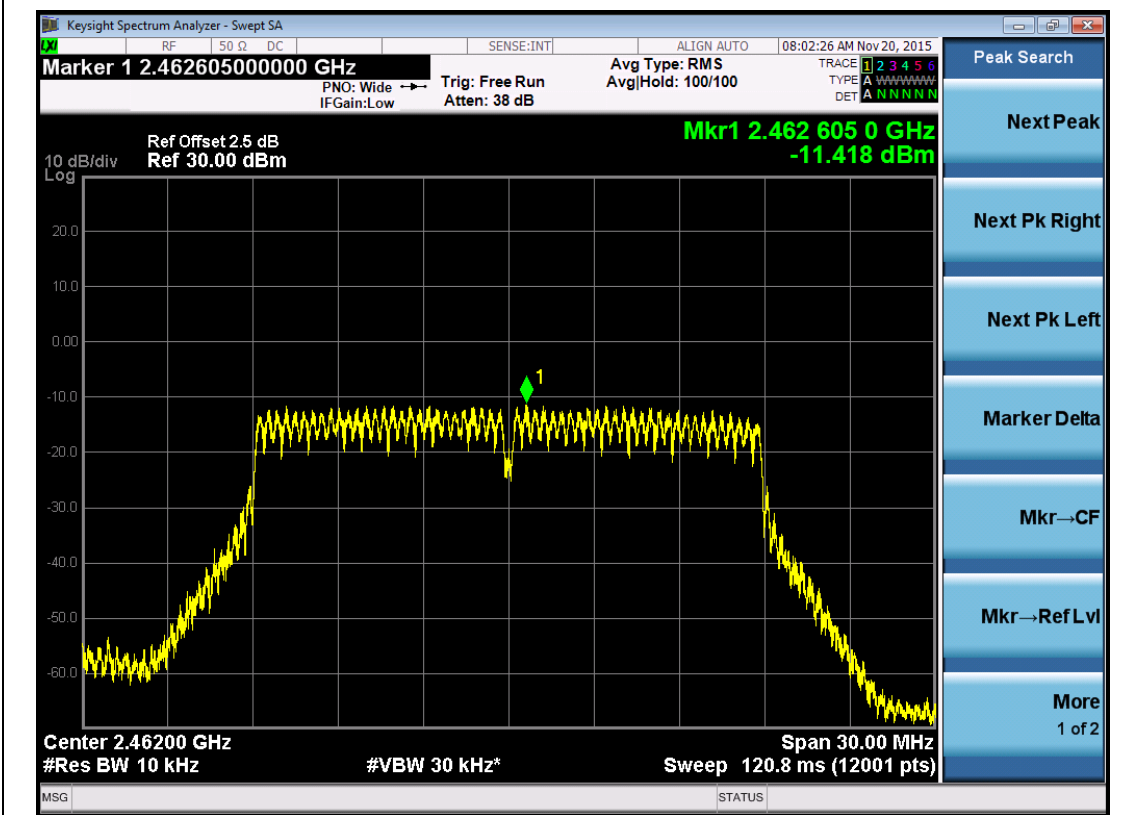 Keysight Spectrum Analyzer - Swept SA
LXI RF 50 Ω DC SENSE:INT ALIGN AUTO 08:02:26 AM Nov 20, 2015
Marker 1 2.462605000000 GHz
PNO: Wide
IFGain:Low
Trig: Free Run
Atten: 38 dB
Avg Type: RMS
Avg|Hold: 100/100
TRACE 1 2 3 4 5 6
TYPE A WWWWW
DET A N N N N N
Peak Search
Ref Offset 2.5 dB
10 dB/div Ref 30.00 dBm
Log
Mkr1 2.462 605 0 GHz
-11.418 dBm
20.0
10.0
0.00
-10.0
-20.0
-30.0
-40.0
-50.0
-60.0
1
Center 2.46200 GHz Span 30.00 MHz
#Res BW 10 kHz #VBW 30 kHz* Sweep 120.8 ms (12001 pts)
Next Peak
Next Pk Right
Next Pk Left
Marker Delta
Mkr→CF
Mkr→Ref Lvl
More
1 of 2
MSG STATUS